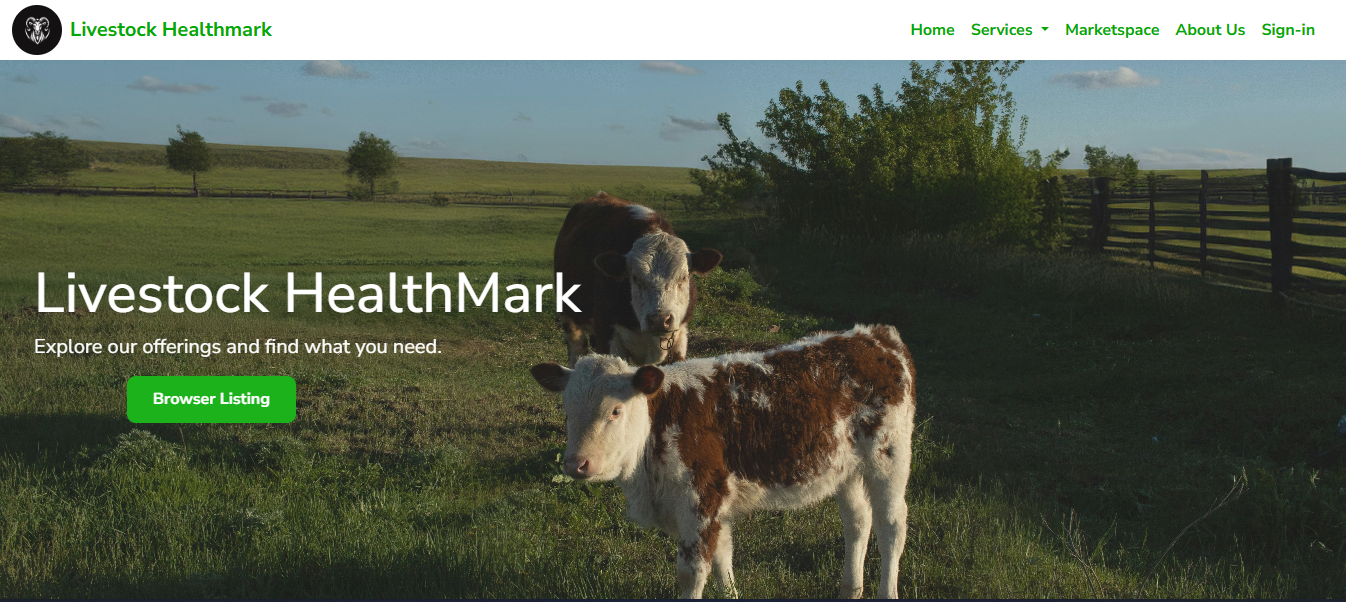 Livestock Healthmark
Home Services Marketspace About Us Sign-in
Livestock HealthMark
Explore our offerings and find what you need.
Browser Listing